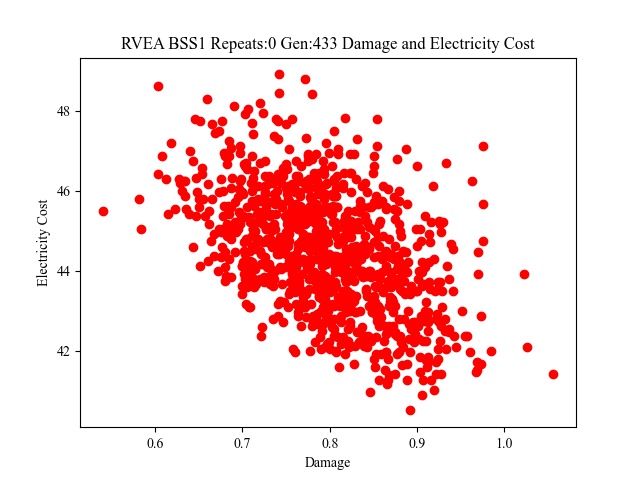 RVEA BSS1 Repeats:0 Gen:433 Damage and Electricity Cost
48
46
44
42
Electricity Cost
0.6 0.7 0.8 0.9 1.0
Damage